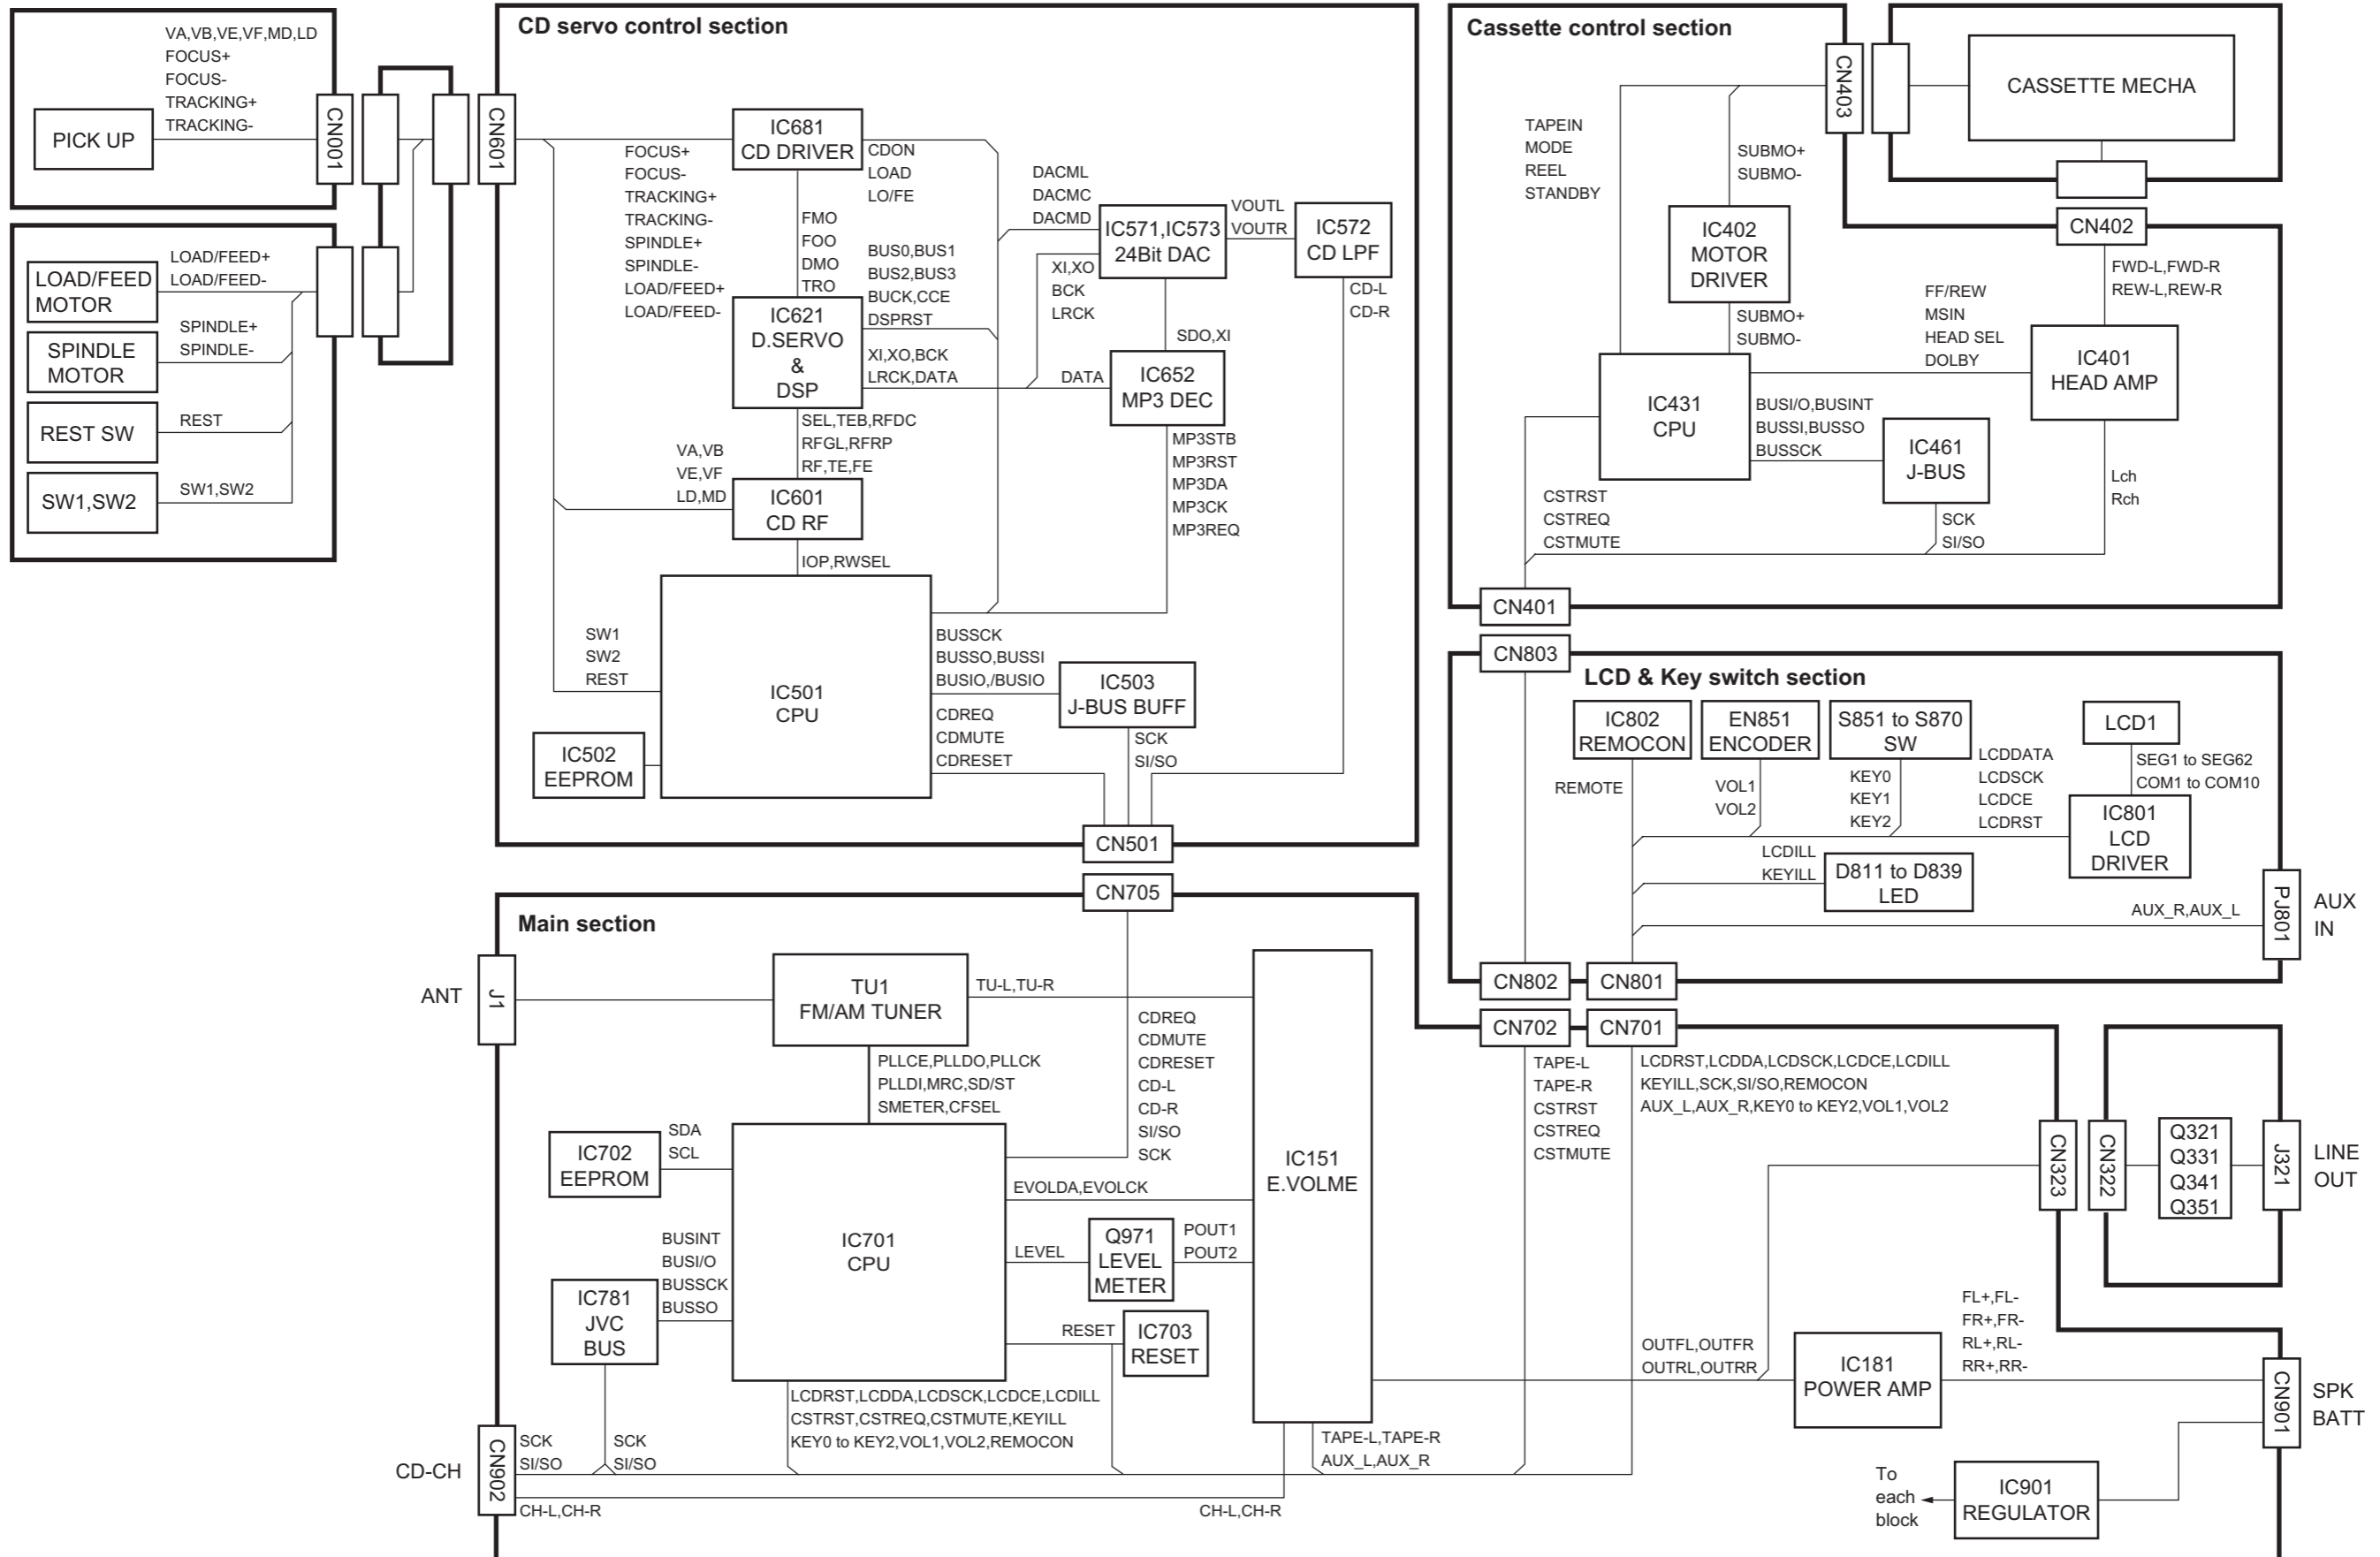 VA,VB,VE,VF,MD,LD
FOCUS+
FOCUS-
TRACKING+
TRACKING-
PICK UP
CN001
LOAD/FEED
MOTOR
LOAD/FEED+
LOAD/FEED-
SPINDLE
MOTOR
SPINDLE+
SPINDLE-
REST SW
REST
SW1,SW2
SW1,SW2
CD servo control section
CN601
IC681
CD DRIVER
FOCUS+
FOCUS-
TRACKING+
TRACKING-
SPINDLE+
SPINDLE-
LOAD/FEED+
LOAD/FEED-
CDON
LOAD
LO/FE
FMO
FOO
DMO
TRO
BUS0,BUS1
BUS2,BUS3
BUCK,CCE
DSPRST
IC621
D.SERVO
&
DSP
XI,XO,BCK
LRCK,DATA
DACML
DACMC
DACMD
IC571,IC573
24Bit DAC
VOUTL
VOUTR
IC572
CD LPF
XI,XO
BCK
LRCK
CD-L
CD-R
SDO,XI
DATA
IC652
MP3 DEC
SEL,TEB,RFDC
RFGL,RFRP
RF,TE,FE
VA,VB
VE,VF
LD,MD
IC601
CD RF
MP3STB
MP3RST
MP3DA
MP3CK
MP3REQ
IOP,RWSEL
SW1
SW2
REST
IC501
CPU
BUSSCK
BUSSO,BUSSI
BUSIO,/BUSIO
IC503
J-BUS BUFF
CDREQ
CDMUTE
CDRESET
SCK
SI/SO
IC502
EEPROM
CN501
Cassette control section
CN403
CASSETTE MECHA
TAPEIN
MODE
REEL
STANDBY
SUBMO+
SUBMO-
IC402
MOTOR
DRIVER
CN402
FWD-L,FWD-R
REW-L,REW-R
SUBMO+
SUBMO-
FF/REW
MSIN
HEAD SEL
DOLBY
IC401
HEAD AMP
IC431
CPU
BUSI/O,BUSINT
BUSSI,BUSSO
BUSSCK
IC461
J-BUS
Lch
Rch
CSTRST
CSTREQ
CSTMUTE
SCK
SI/SO
CN401
CN803
LCD & Key switch section
IC802
REMOCON
EN851
ENCODER
S851 to S870
SW
LCD1
REMOTE
VOL1
VOL2
KEY0
KEY1
KEY2
LCDDATA
LCDSCK
LCDCE
LCDRST
SEG1 to SEG62
COM1 to COM10
IC801
LCD
DRIVER
LCDILL
KEYILL
D811 to D839
LED
AUX_R,AUX_L
PJ801
AUX
IN
CN802
CN801
CN705
Main section
ANT
J1
TU1
FM/AM TUNER
TU-L,TU-R
PLLCE,PLLDO,PLLCK
PLLDI,MRC,SD/ST
SMETER,CFSEL
CDREQ
CDMUTE
CDRESET
CD-L
CD-R
SI/SO
SCK
IC702
EEPROM
SDA
SCL
IC701
CPU
EVOLDA,EVOLCK
IC151
E.VOLME
LEVEL
Q971
LEVEL
METER
POUT1
POUT2
BUSINT
BUSI/O
BUSSCK
BUSSO
IC781
JVC
BUS
RESET
IC703
RESET
LCDRST,LCDDA,LCDSCK,LCDCE,LCDILL
CSTRST,CSTREQ,CSTMUTE,KEYILL
KEY0 to KEY2,VOL1,VOL2,REMOCON
CD-CH
CN902
SCK
SI/SO
SCK
SI/SO
CH-L,CH-R
CH-L,CH-R
TAPE-L,TAPE-R
AUX_L,AUX_R
CN702
CN701
TAPE-L
TAPE-R
CSTRST
CSTREQ
CSTMUTE
LCDRST,LCDDA,LCDSCK,LCDCE,LCDILL
KEYILL,SCK,SI/SO,REMOCON
AUX_L,AUX_R,KEY0 to KEY2,VOL1,VOL2
CN323
CN322
Q321
Q331
Q341
Q351
J321
LINE
OUT
OUTFL,OUTFR
OUTRL,OUTRR
IC181
POWER AMP
FL+,FL-
FR+,FR-
RL+,RL-
RR+,RR-
CN901
SPK
BATT
To
each
block
IC901
REGULATOR